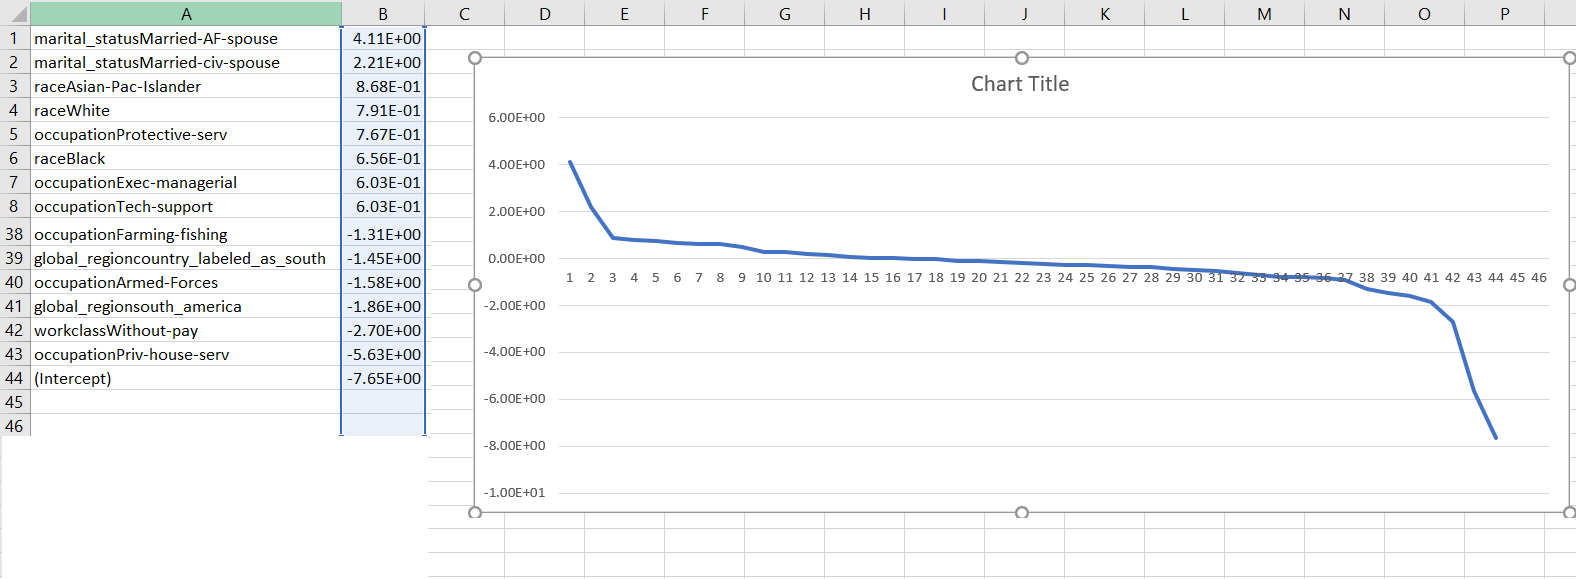 A B C D E F G H I J K L M N O P
1 marital_statusMarried-AF-spouse 4.11E+00
2 marital_statusMarried-civ-spouse 2.21E+00
3 raceAsian-Pac-Islander 8.68E-01
4 raceWhite 7.91E-01
5 occupationProtective-serv 7.67E-01
6 raceBlack 6.56E-01
7 occupationExec-managerial 6.03E-01
8 occupationTech-support 6.03E-01
38 occupationFarming-fishing -1.31E+00
39 global_regioncountry_labeled_as_south -1.45E+00
40 occupationArmed-Forces -1.58E+00
41 global_regionsouth_america -1.86E+00
42 workclassWithout-pay -2.70E+00
43 occupationPriv-house-serv -5.63E+00
44 (Intercept) -7.65E+00
45
46
Chart Title
6.00E+00
4.00E+00
2.00E+00
0.00E+00
1 2 3 4 5 6 7 8 9 10 11 12 13 14 15 16 17 18 19 20 21 22 23 24 25 26 27 28 29 30 31 32 33 34 35 36 37 38 39 40 41 42 43 44 45 46
-2.00E+00
-4.00E+00
-6.00E+00
-8.00E+00
-1.00E+01